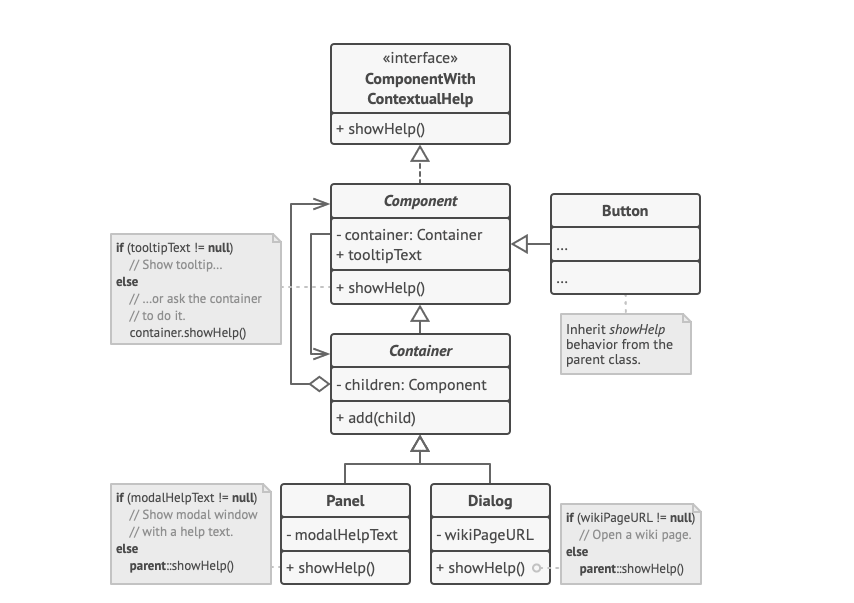 «interface»
ComponentWith
ContextualHelp
+ showHelp()
Component
- container: Container
+ tooltipText
+ showHelp()
Button
...
...
if (tooltipText != null)
// Show tooltip...
else
// ...or ask the container
// to do it.
container.showHelp()
Inherit showHelp
behavior from the
parent class.
Container
- children: Component
+ add(child)
if (modalHelpText != null)
// Show modal window
// with a help text.
else
parent::showHelp()
Panel
- modalHelpText
+ showHelp()
Dialog
- wikiPageURL
+ showHelp()
if (wikiPageURL != null)
// Open a wiki page.
else
parent::showHelp()